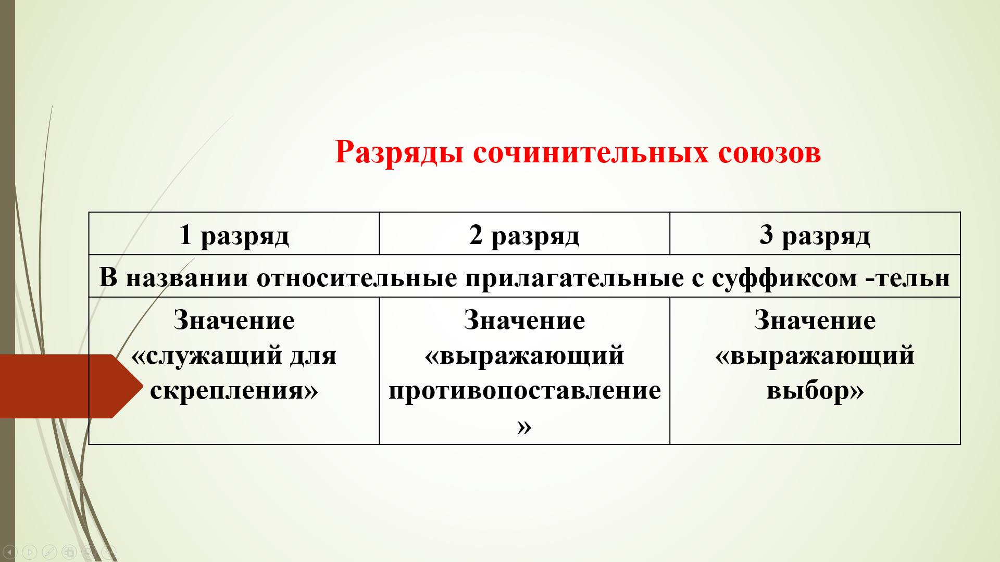 Разряды сочинительных союзов
1 разряд 2 разряд 3 разряд
В названии относительные прилагательные с суффиксом -тельн
Значение
«служащий для
скрепления»
Значение
«выражающий
противопоставление
»
Значение
«выражающий
выбор»